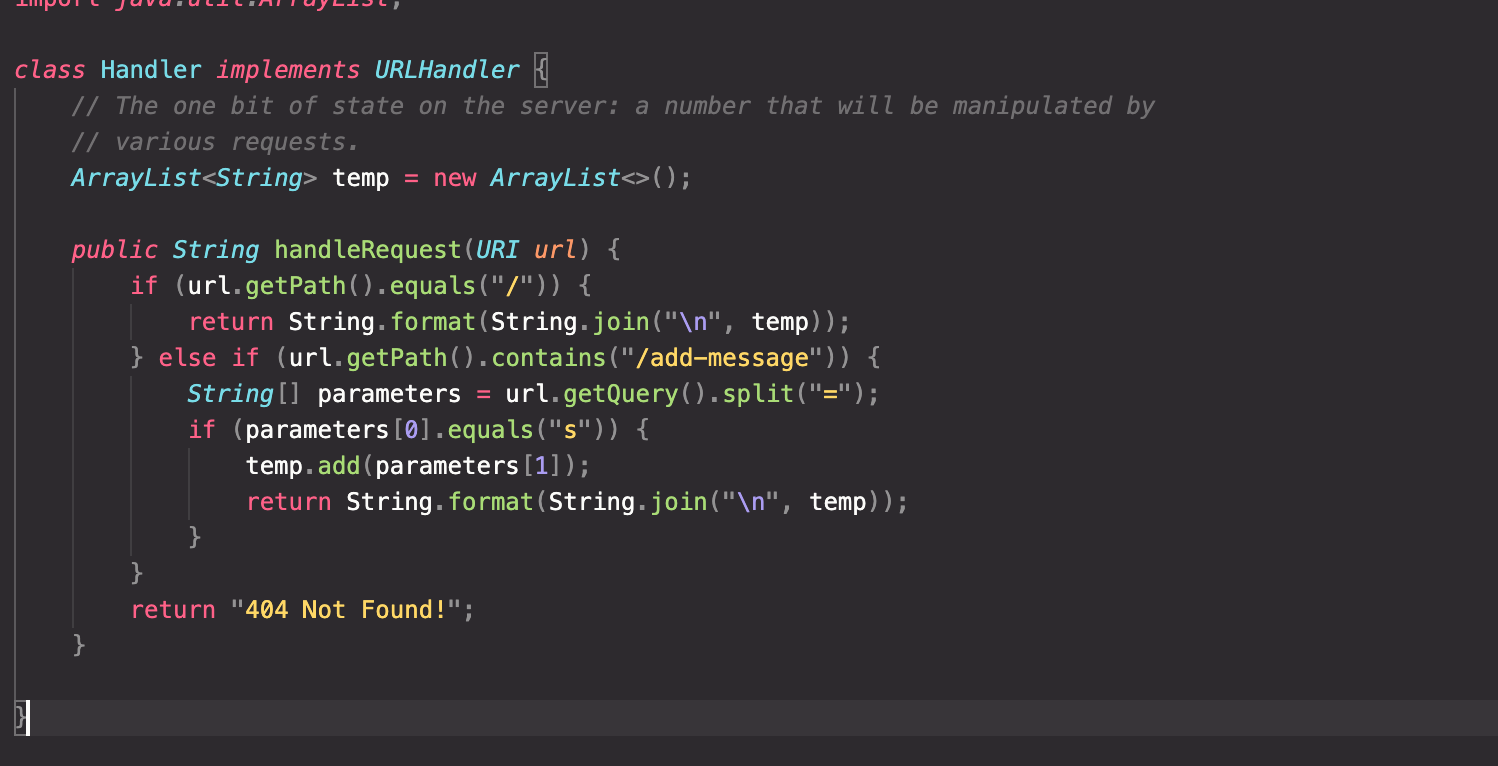 import java.util.ArrayList;
class Handler implements URLHandler {
// The one bit of state on the server: a number that will be manipulated by
// various requests.
ArrayList<String> temp = new ArrayList<>();
public String handleRequest(URI url) {
if (url.getPath().equals("/")) {
return String.format(String.join("\n", temp));
} else if (url.getPath().contains("/add-message")) {
String[] parameters = url.getQuery().split("=");
if (parameters[0].equals("s")) {
temp.add(parameters[1]);
return String.format(String.join("\n", temp));
}
}
return "404 Not Found!";
}
}